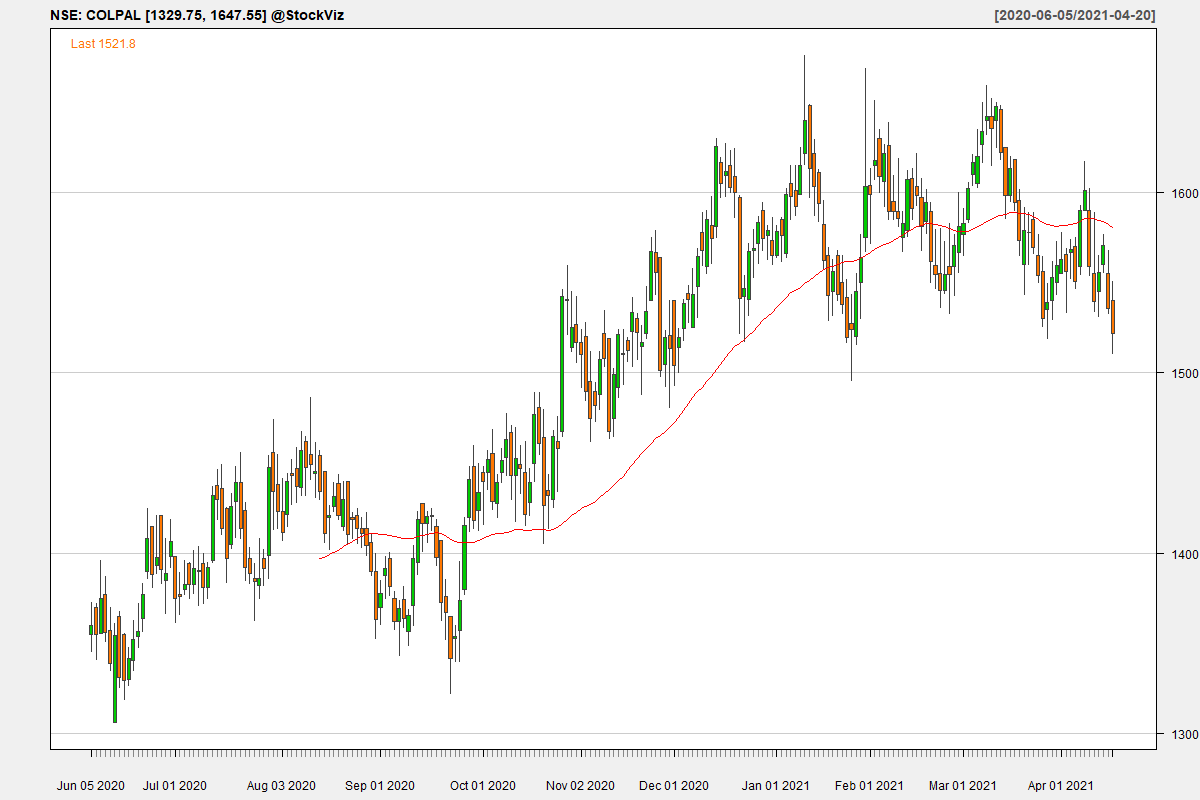 NSE: COLPAL [1329.75, 1647.55] @StockViz [2020-06-05/2021-04-20]
Last 1521.8
1600
1500
1400
1300
Jun 05 2020 Jul 01 2020 Aug 03 2020 Sep 01 2020 Oct 01 2020 Nov 02 2020 Dec 01 2020 Jan 01 2021 Feb 01 2021 Mar 01 2021 Apr 01 2021